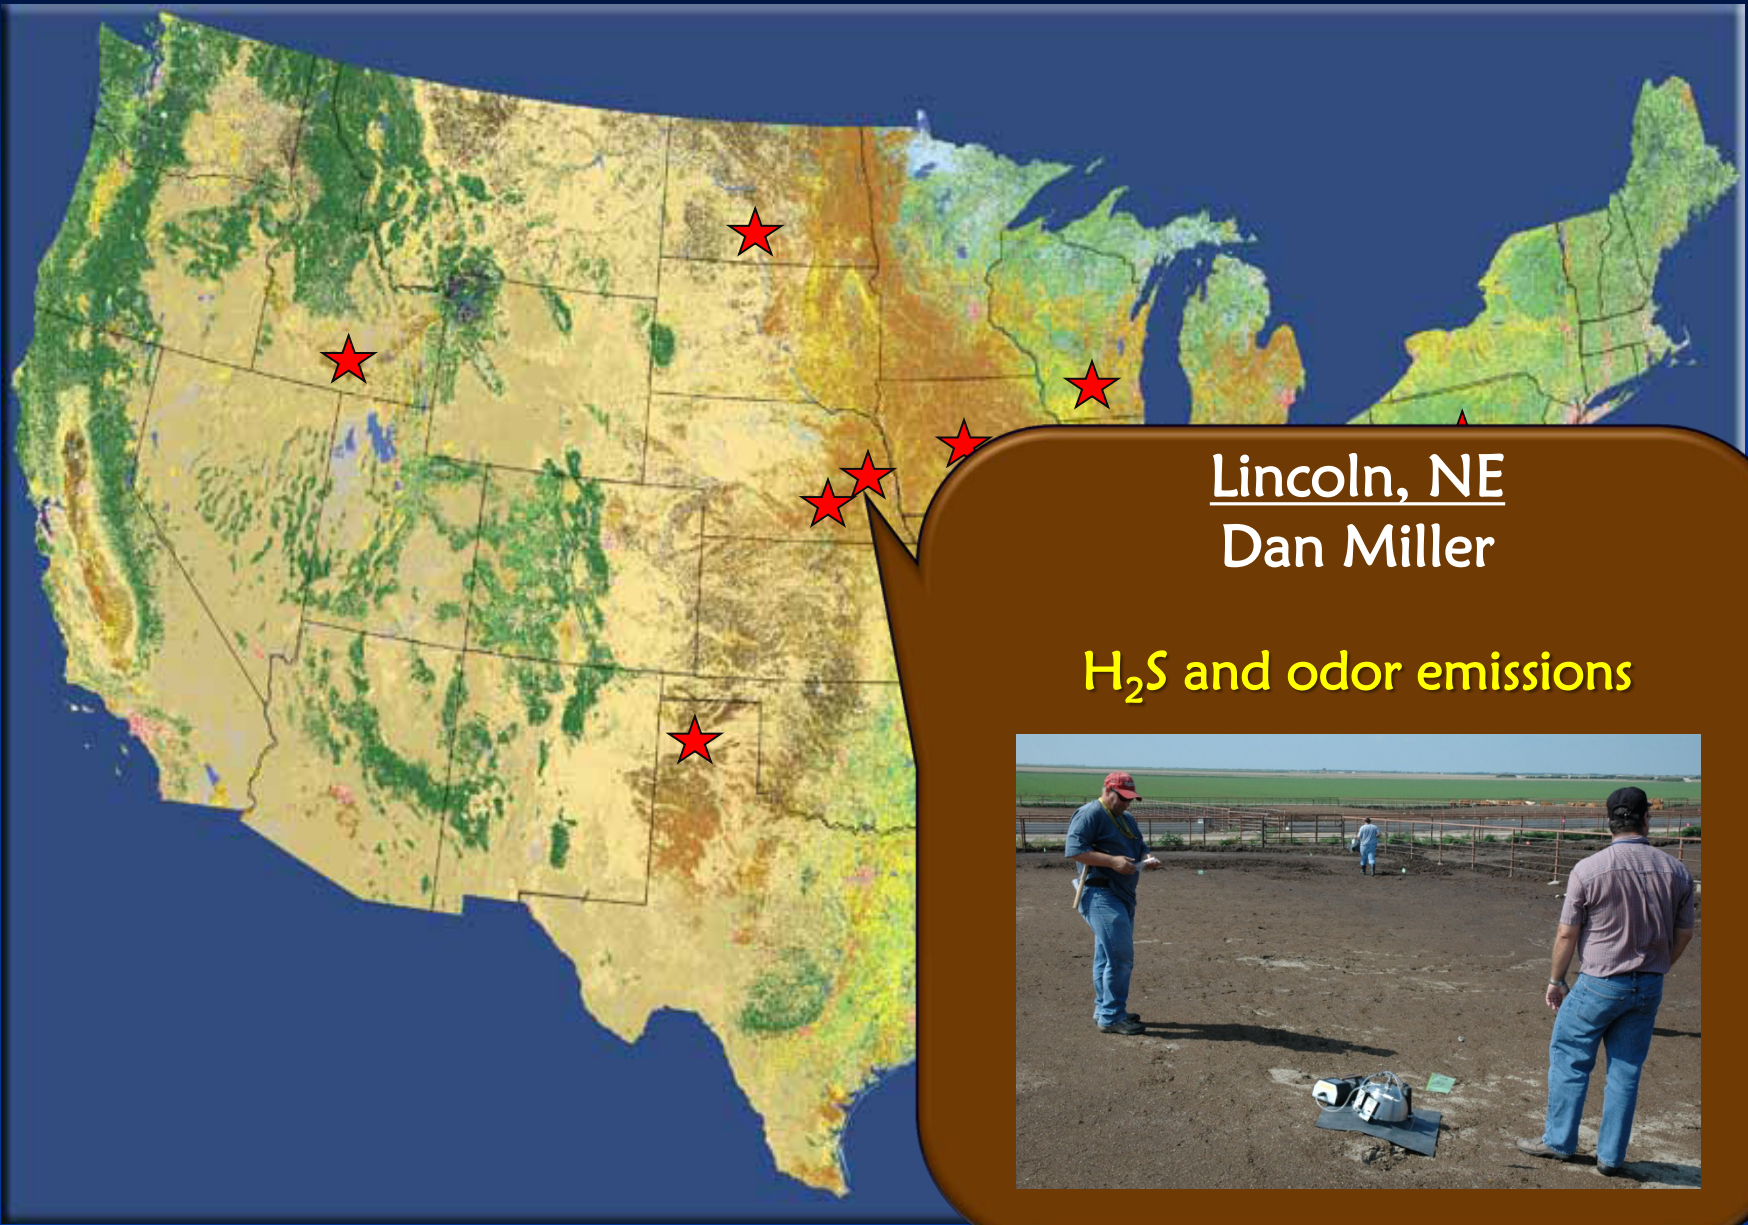 Lincoln, NE
Dan Miller
H₂S and odor emissions